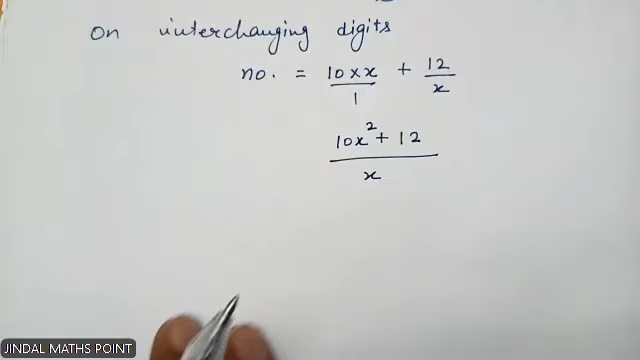 On interchanging digits
no. = 10 × x / 1 + 12 / x
10x² + 12 / x
JINDAL MATHS POINT